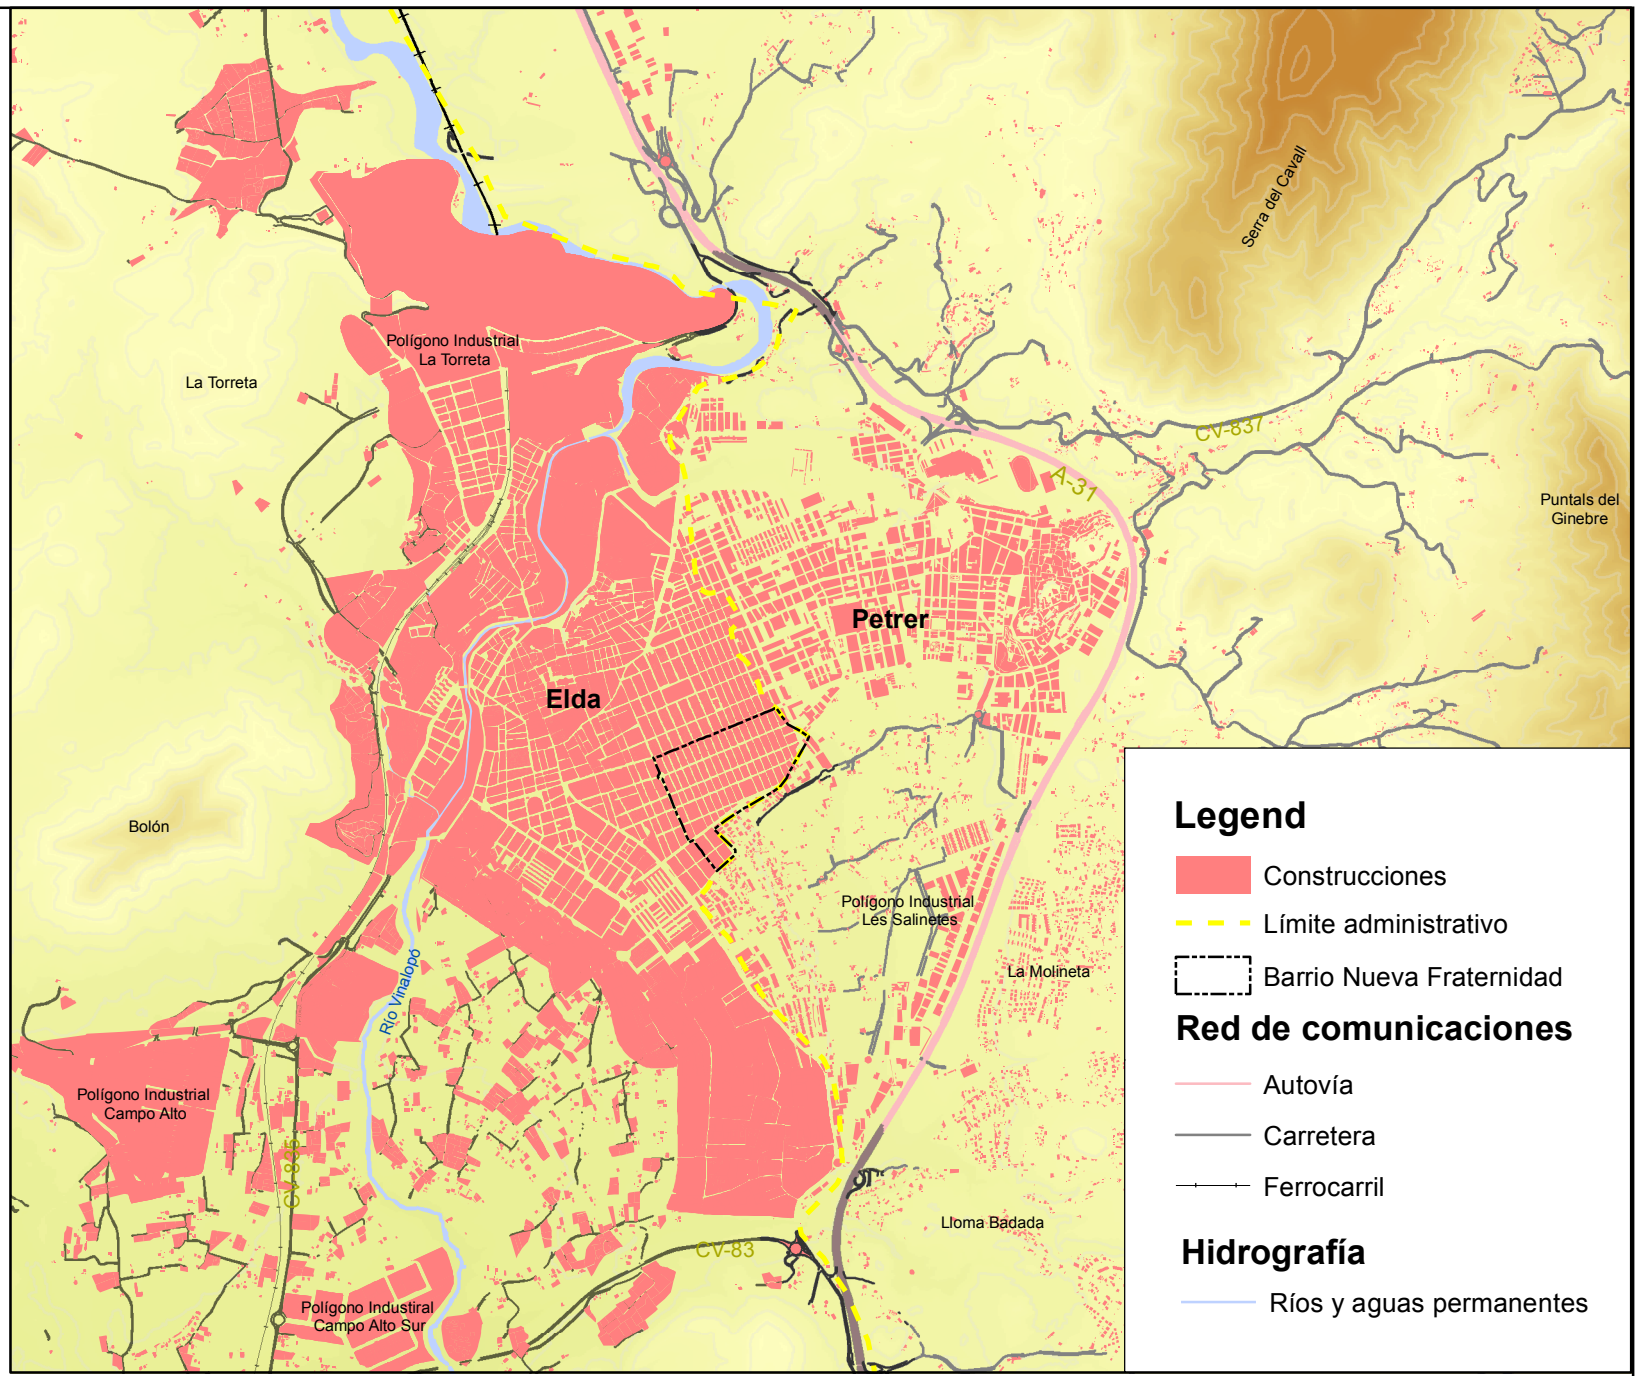 Serra del Cavall
Polígono Industrial
La Torreta
La Torreta
CV-837
A-31
Puntals del
Ginebre
Petrer
Elda
Bolón
Polígono Industrial
Les Salinetes
La Molineta
Río Vinalopó
Polígono Industrial
Campo Alto
CV-835
Lloma Badada
CV-83
Polígono Industiral
Campo Alto Sur
Legend
Construcciones
Límite administrativo
Barrio Nueva Fraternidad
Red de comunicaciones
Autovía
Carretera
Ferrocarril
Hidrografía
Ríos y aguas permanentes